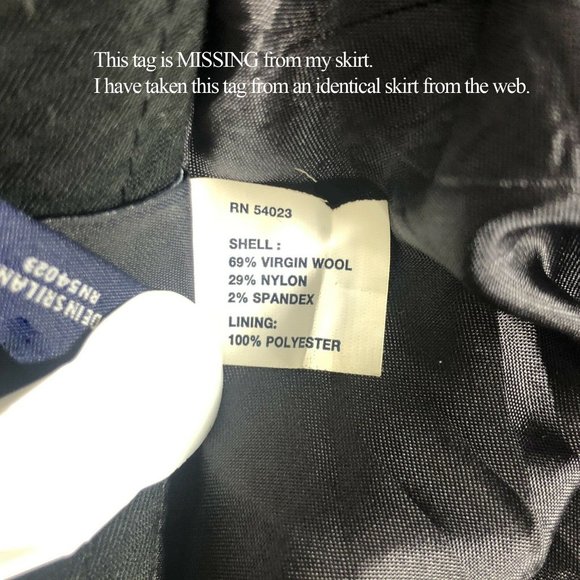 This tag is MISSING from my skirt.
I have taken this tag from an identical skirt from the web.
RN 54023
SHELL :
69% VIRGIN WOOL
29% NYLON
2% SPANDEX
LINING:
100% POLYESTER
RN54023